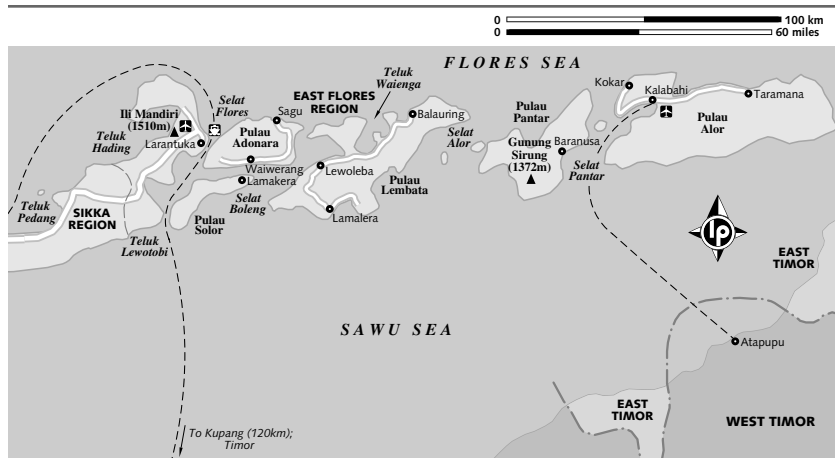 0 100 km
0 60 miles
FLORES SEA
Teluk
Waienga
Kokar
Kalabahi
Taramana
EAST FLORES
REGION
Selat
Flores
Sagu
Balauring
Pulau
Pantar
Pulau
Alor
Ili Mandiri
(1510m)
Teluk
Hading
Larantuka
Pulau
Adonara
Selat
Alor
Gunung
Sirung
(1372m)
Baranusa
Selat
Pantar
Waiwerang
Lamakera
Lewoleba
Pulau
Lembata
Teluk
Pedang
SIKKA
REGION
Selat
Boleng
Pulau
Solor
Lamalera
Teluk
Lewotobi
lp
EAST
TIMOR
SAWU SEA
Atapupu
EAST
TIMOR
WEST TIMOR
To Kupang (120km);
Timor